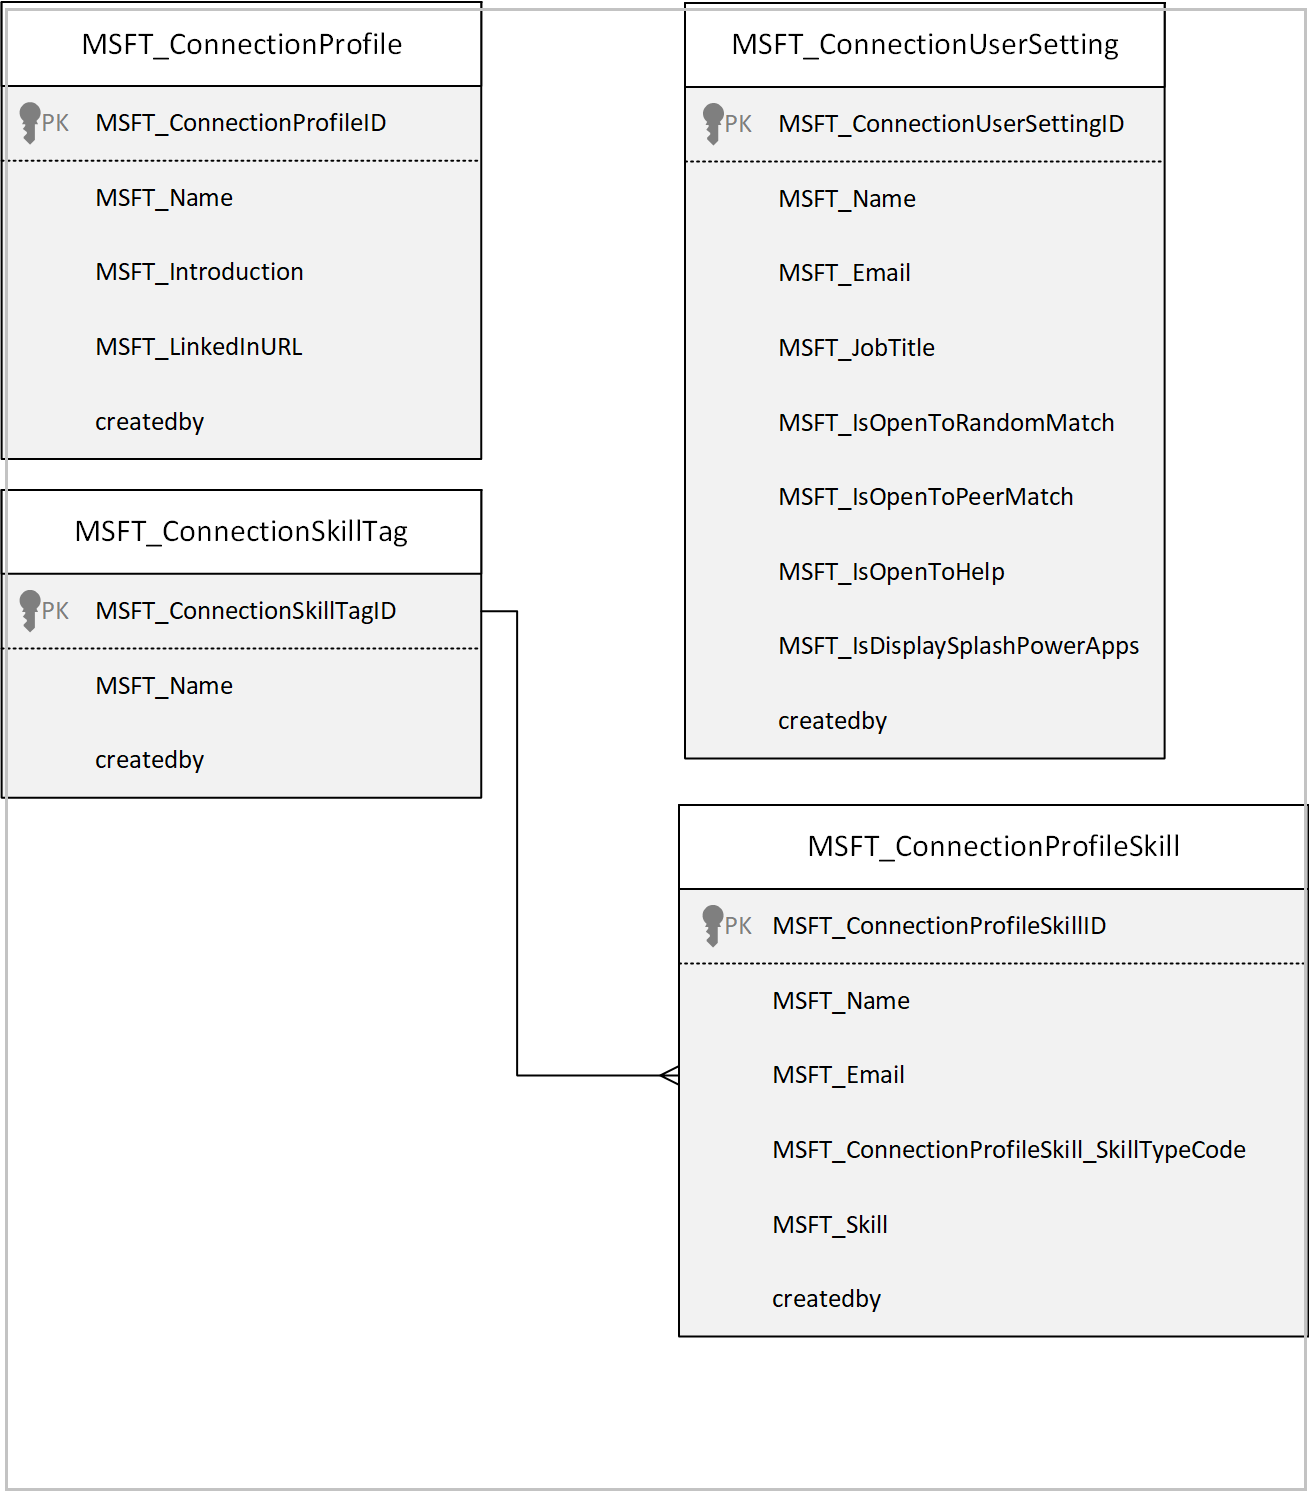 MSFT_ConnectionProfile
PK MSFT_ConnectionProfileID
MSFT_Name
MSFT_Introduction
MSFT_LinkedInURL
createdby
MSFT_ConnectionUserSetting
PK MSFT_ConnectionUserSettingID
MSFT_Name
MSFT_Email
MSFT_JobTitle
MSFT_IsOpenToRandomMatch
MSFT_IsOpenToPeerMatch
MSFT_IsOpenToHelp
MSFT_IsDisplaySplashPowerApps
createdby
MSFT_ConnectionSkillTag
PK MSFT_ConnectionSkillTagID
MSFT_Name
createdby
MSFT_ConnectionProfileSkill
PK MSFT_ConnectionProfileSkillID
MSFT_Name
MSFT_Email
MSFT_ConnectionProfileSkill_SkillTypeCode
MSFT_Skill
createdby